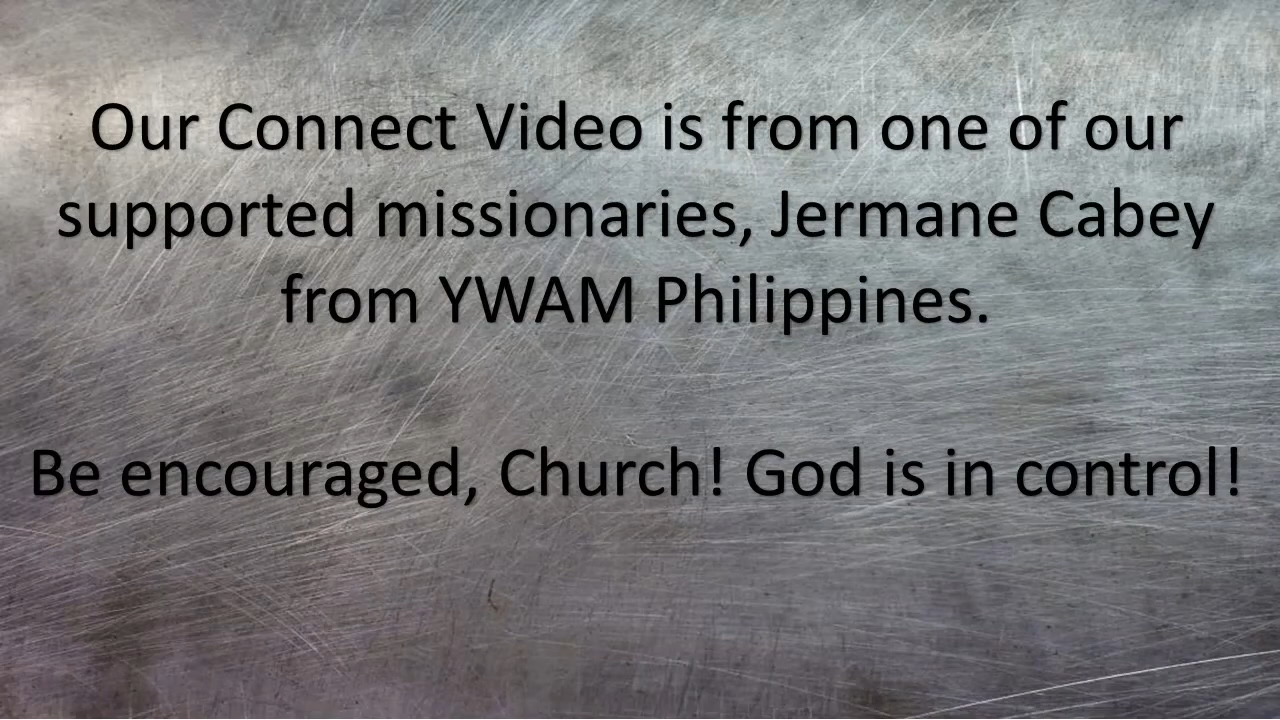 Our Connect Video is from one of our
supported missionaries, Jermane Cabey
from YWAM Philippines.
Be encouraged, Church! God is in control!